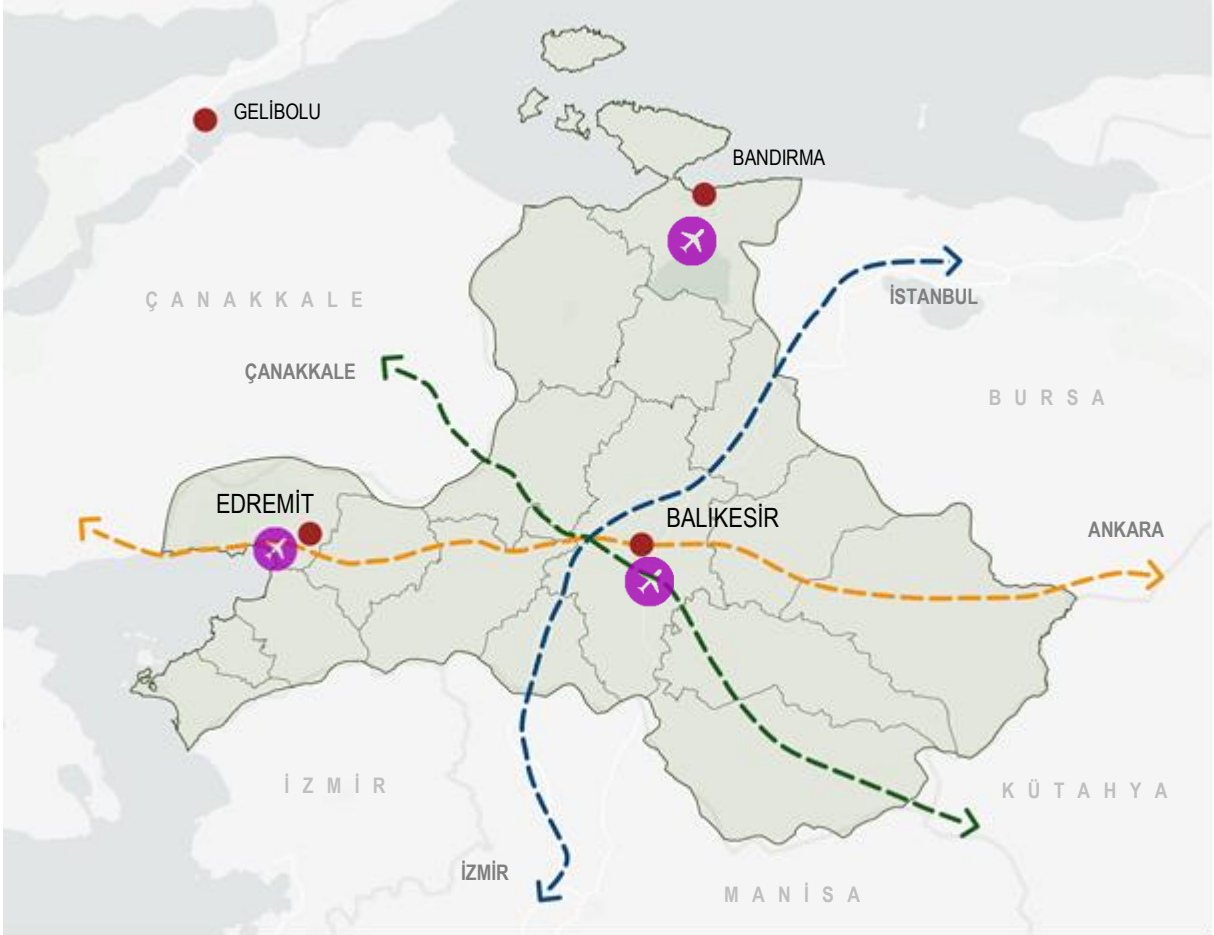 GELİBOLU
BANDIRMA
Ç A N A K K A L E
İSTANBUL
ÇANAKKALE
B U R S A
EDREMİT
BALIKESİR
ANKARA
İ Z M İ R
K Ü T A H Y A
İZMİR
M A N İ S A